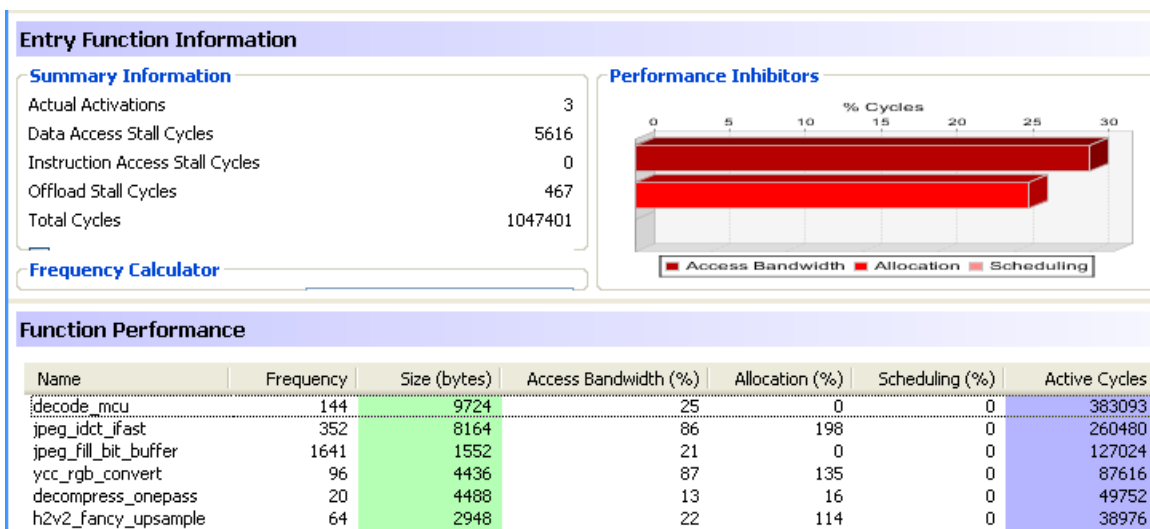 Entry Function Information
Summary Information
Actual Activations 3
Data Access Stall Cycles 5616
Instruction Access Stall Cycles 0
Offload Stall Cycles 467
Total Cycles 1047401
Frequency Calculator
Performance Inhibitors
% Cycles
0 5 10 15 20 25 30
Access Bandwidth Allocation Scheduling
Function Performance
Name Frequency Size (bytes) Access Bandwidth (%) Allocation (%) Scheduling (%) Active Cycles
decode_mcu 144 9724 25 0 0 383093
jpeg_idct_ifast 352 8164 86 198 0 260480
jpeg_fill_bit_buffer 1641 1552 21 0 0 127024
ycc_rgb_convert 96 4436 87 135 0 87616
decompress_onepass 20 4488 13 16 0 49752
h2v2_fancy_upsample 64 2948 22 114 0 38976